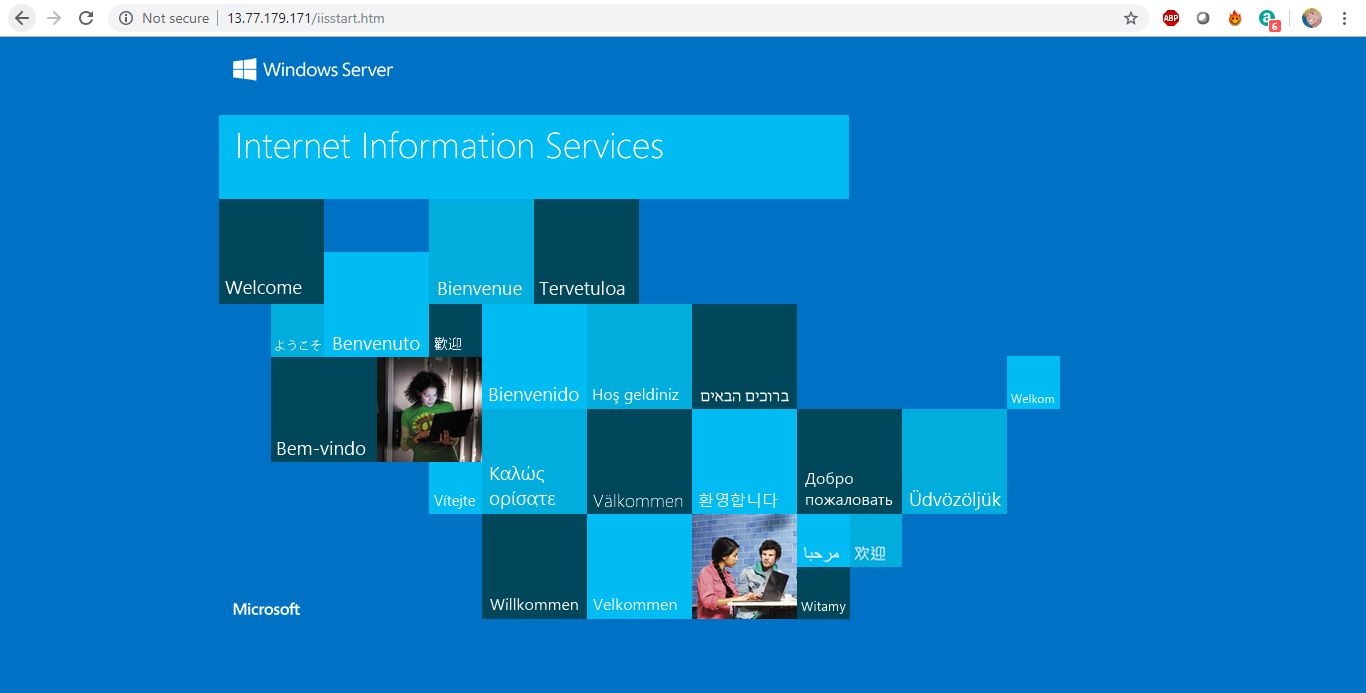 Not secure | 13.77.179.171/iisstart.htm
ABP
a
6
Windows Server
Internet Information Services
Welcome
Bienvenue
Tervetuloa
ようこそ
Benvenuto
歡迎
Bienvenido
Hoş geldiniz
ברוכים הבאים
Welkom
Bem-vindo
Vítejte
Καλώς
ορίσατε
Välkommen
환영합니다
Добро
пожаловать
Üdvözöljük
مرحبا
欢迎
Willkommen
Velkommen
Witamy
Microsoft